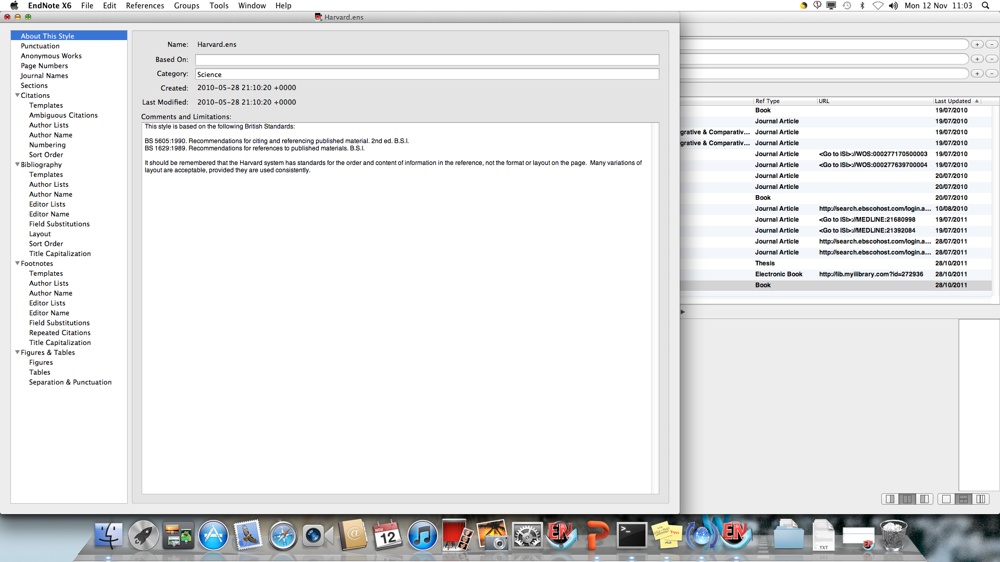 EndNote X6 File Edit References Groups Tools Window Help Mon 12 Nov 11:03
Harvard.ens
About This Style
Punctuation
Anonymous Works
Page Numbers
Journal Names
Sections
Citations
Templates
Ambiguous Citations
Author Lists
Author Name
Numbering
Sort Order
Bibliography
Templates
Author Lists
Author Name
Editor Lists
Editor Name
Field Substitutions
Layout
Sort Order
Title Capitalization
Footnotes
Templates
Author Lists
Author Name
Editor Lists
Editor Name
Field Substitutions
Repeated Citations
Title Capitalization
Figures & Tables
Figures
Tables
Separation & Punctuation
Name: Harvard.ens
Based On:
Category: Science
Created: 2010-05-28 21:10:20 +0000
Last Modified: 2010-05-28 21:10:20 +0000
Comments and Limitations:
This style is based on the following British Standards:
BS 5605:1990. Recommendations for citing and referencing published material. 2nd ed. B.S.I.
BS 1629:1989. Recommendations for references to published materials. B.S.I.
It should be remembered that the Harvard system has standards for the order and content of information in the reference, not the format or layout on the page. Many variations of
layout are acceptable, provided they are used consistently.
Ref Type URL Last Updated
Book 19/07/2010
Journal Article 19/07/2010
grative & Comparativ... Journal Article 19/07/2010
grative & Comparativ... Journal Article 19/07/2010
Journal Article <Go to ISI>://WOS:000277170500003 19/07/2010
Journal Article <Go to ISI>://WOS:000277639700004 19/07/2010
Journal Article 20/07/2010
Journal Article 20/07/2010
Book 20/07/2010
Journal Article http://search.ebscohost.com/login.a... 10/08/2010
Journal Article <Go to ISI>://MEDLINE:21680998 19/07/2011
Journal Article <Go to ISI>://MEDLINE:21392084 19/07/2011
Journal Article http://search.ebscohost.com/login.a... 28/07/2011
Journal Article http://search.ebscohost.com/login.a... 28/07/2011
Thesis 28/10/2011
Electronic Book http://lib.myilibrary.com?id=272936 28/10/2011
Book 28/10/2011
NOV
12
EN
EN
TXT
EN